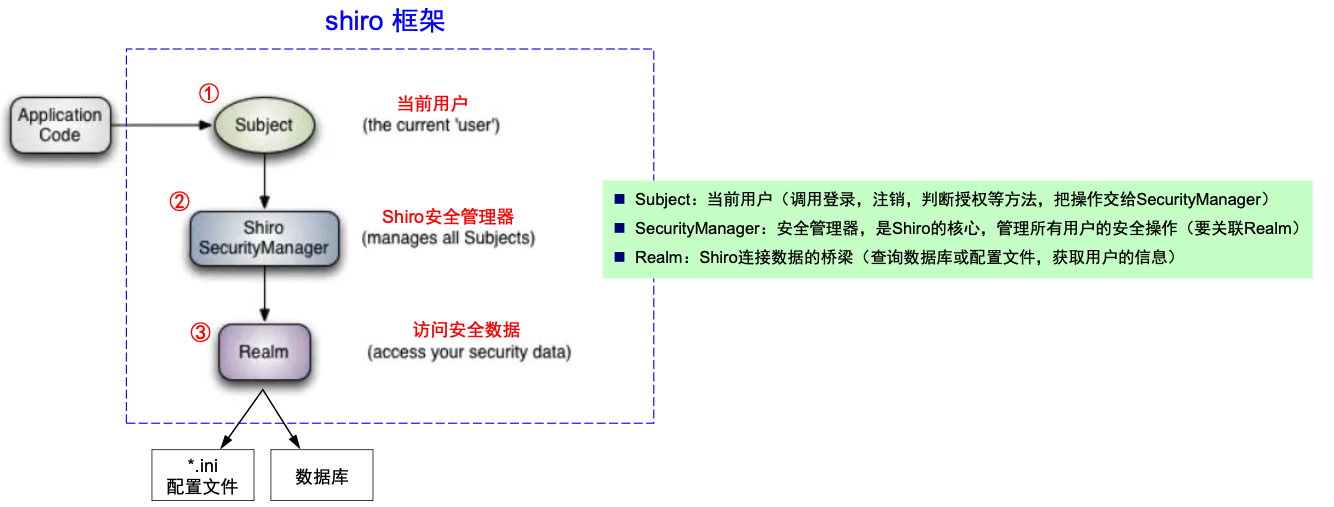 shiro 框架
Application
Code
①
Subject
当前用户
(the current 'user')
②
Shiro
SecurityManager
Shiro安全管理器
(manages all Subjects)
③
Realm
访问安全数据
(access your security data)
*.ini
配置文件
数据库
Subject：当前用户（调用登录，注销，判断授权等方法，把操作交给SecurityManager）
SecurityManager：安全管理器，是Shiro的核心，管理所有用户的安全操作（要关联Realm）
Realm：Shiro连接数据的桥梁（查询数据库或配置文件，获取用户的信息）